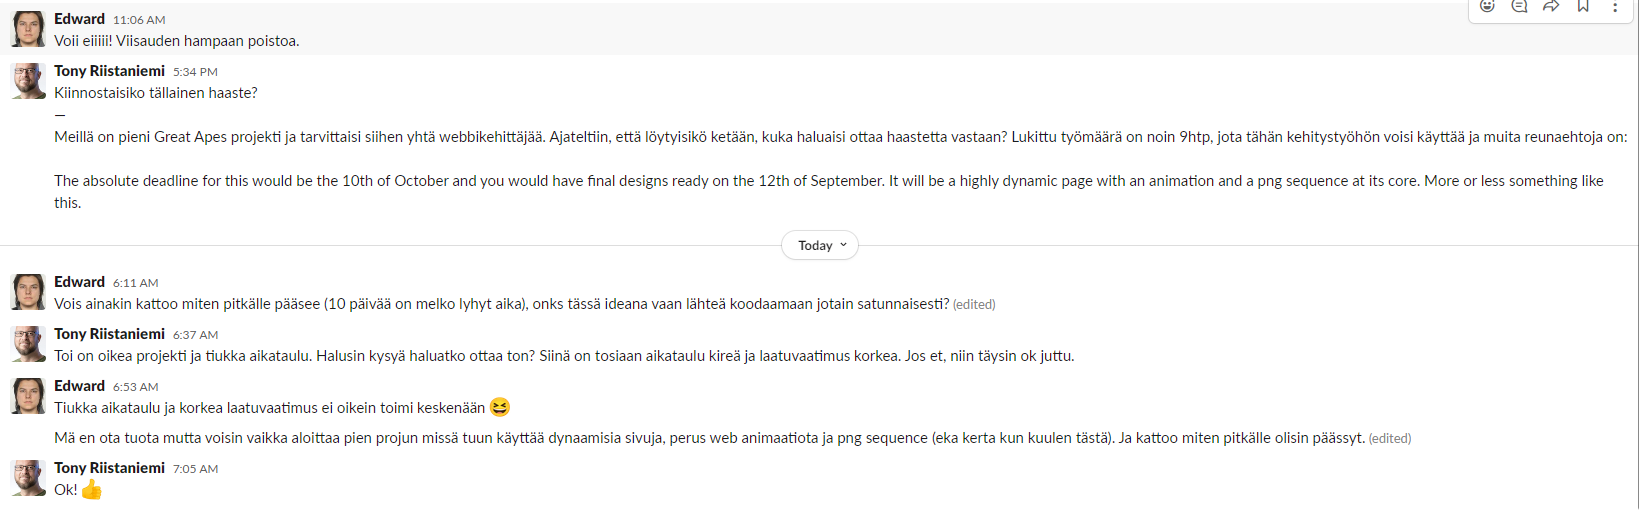 Edward 11:06 AM
Voii eiiiii! Viisauden hampaan poistoa.
Tony Riistaniemi 5:34 PM
Kiinnostaisiko tällainen haaste?
—
Meillä on pieni Great Apes projekti ja tarvittaisi siihen yhtä webbikehittäjää. Ajateltiin, että löytyisikö ketään, kuka haluaisi ottaa haastetta vastaan? Lukittu työmäärä on noin 9htp, jota tähän kehitystyöhön voisi käyttää ja muita reunaehtoja on:
The absolute deadline for this would be the 10th of October and you would have final designs ready on the 12th of September. It will be a highly dynamic page with an animation and a png sequence at its core. More or less something like
this.
Today
Edward 6:11 AM
Vois ainakin kattoo miten pitkälle pääsee (10 päivää on melko lyhyt aika), onks tässä ideana vaan lähteä koodaamaan jotain satunnaisesti? (edited)
Tony Riistaniemi 6:37 AM
Toi on oikea projekti ja tiukka aikataulu. Halusin kysyä haluatko ottaa ton? Siinä on tosiaan aikataulu kireä ja laatuvaatimus korkea. Jos et, niin täysin ok juttu.
Edward 6:53 AM
Tiukka aikataulu ja korkea laatuvaatimus ei oikein toimi keskenään 😆
Mä en ota tuota mutta voisin vaikka aloittaa pien projun missä tuun käyttää dynaamisia sivuja, perus web animaatiota ja png sequence (eka kerta kun kuulen tästä). Ja kattoo miten pitkälle olisin päässyt. (edited)
Tony Riistaniemi 7:05 AM
Ok! 👍